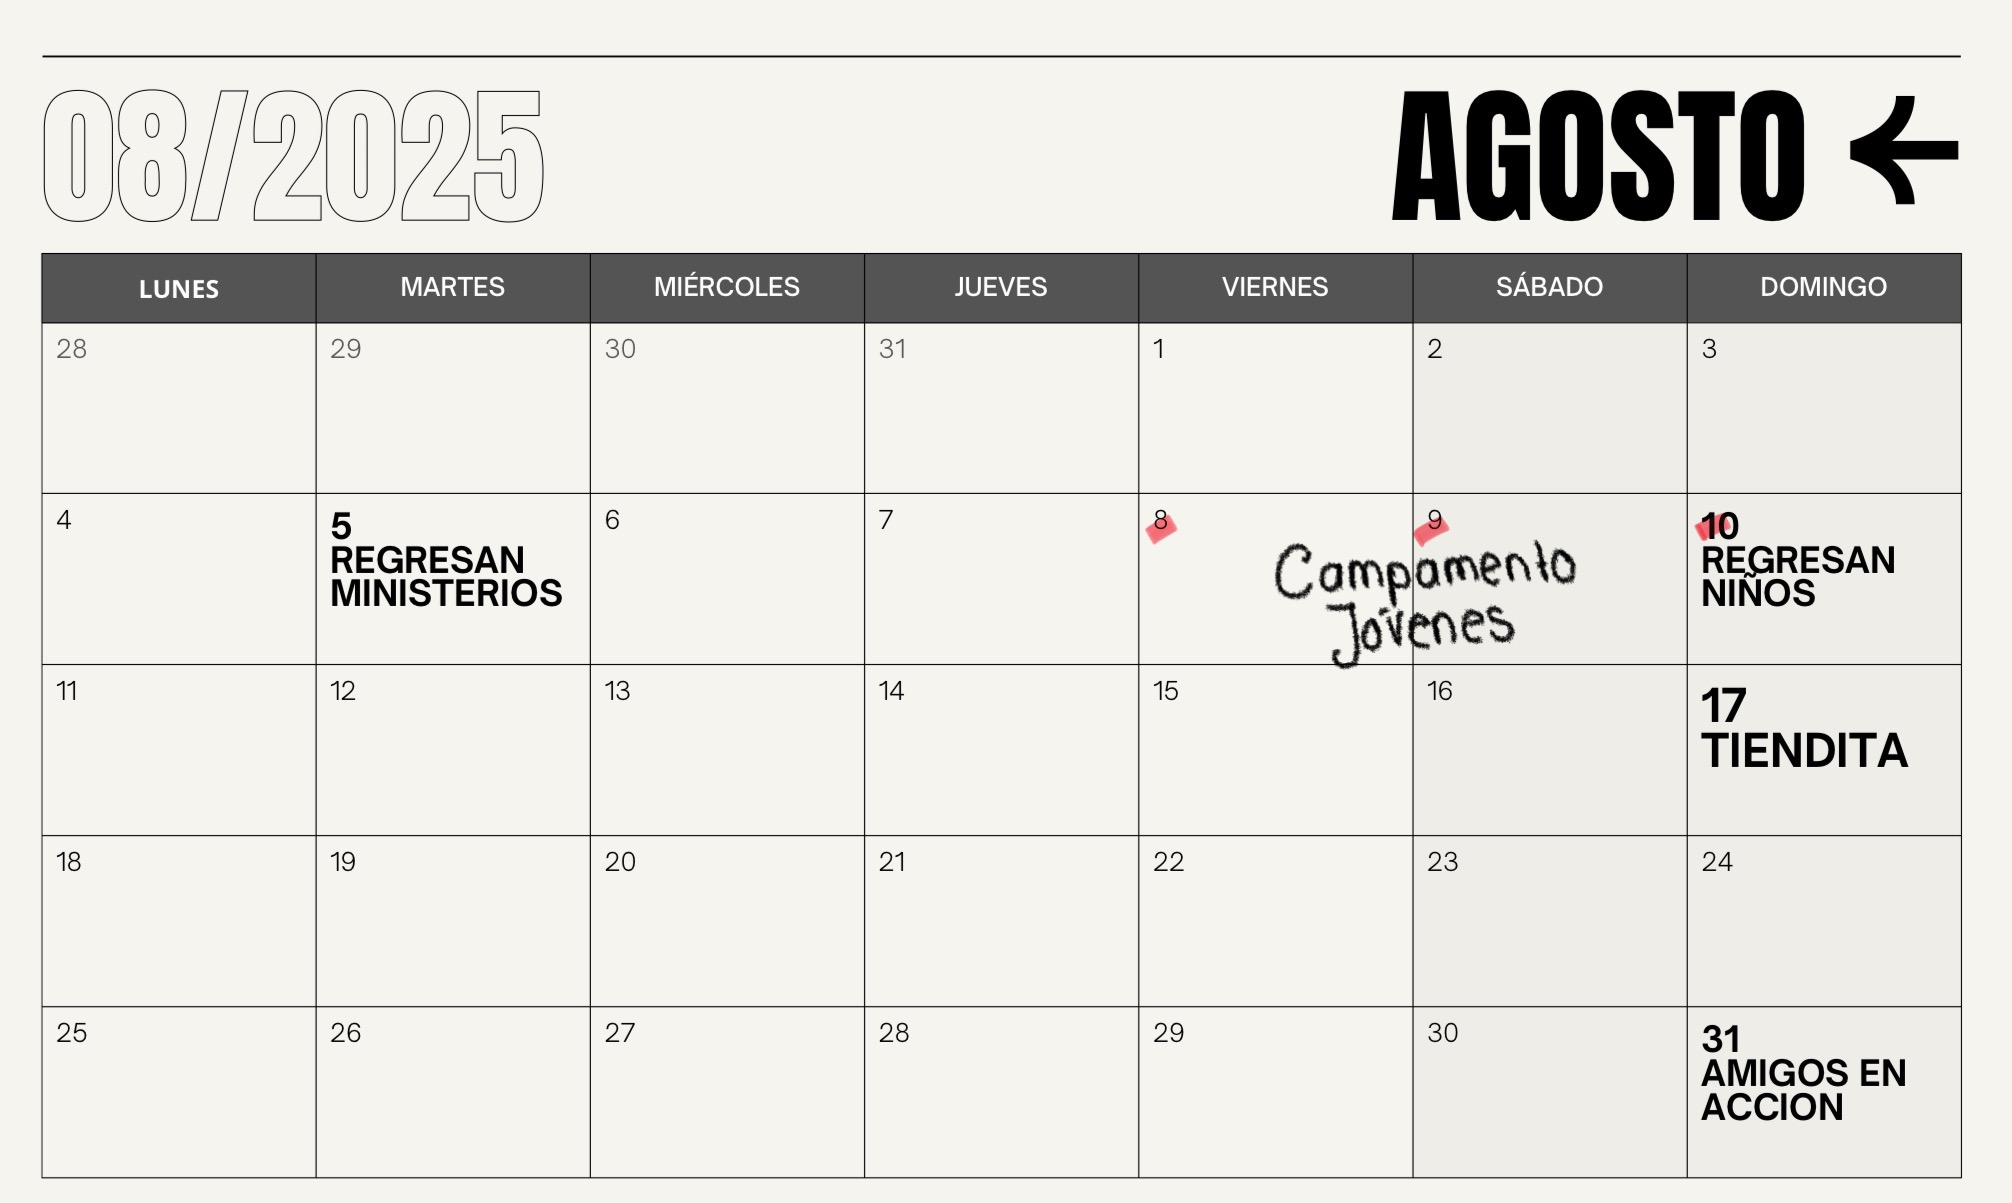 08/2025
AGOSTO
LUNES MARTES MIÉRCOLES JUEVES VIERNES SÁBADO DOMINGO
28 29 30 31 1 2 3
4 5 6 7 8 9 10
REGRESAN REGRESAN
MINISTERIOS NIÑOS
Campamento
Jóvenes
11 12 13 14 15 16 17
TIENDITA
18 19 20 21 22 23 24
25 26 27 28 29 30 31
AMIGOS EN
ACCION